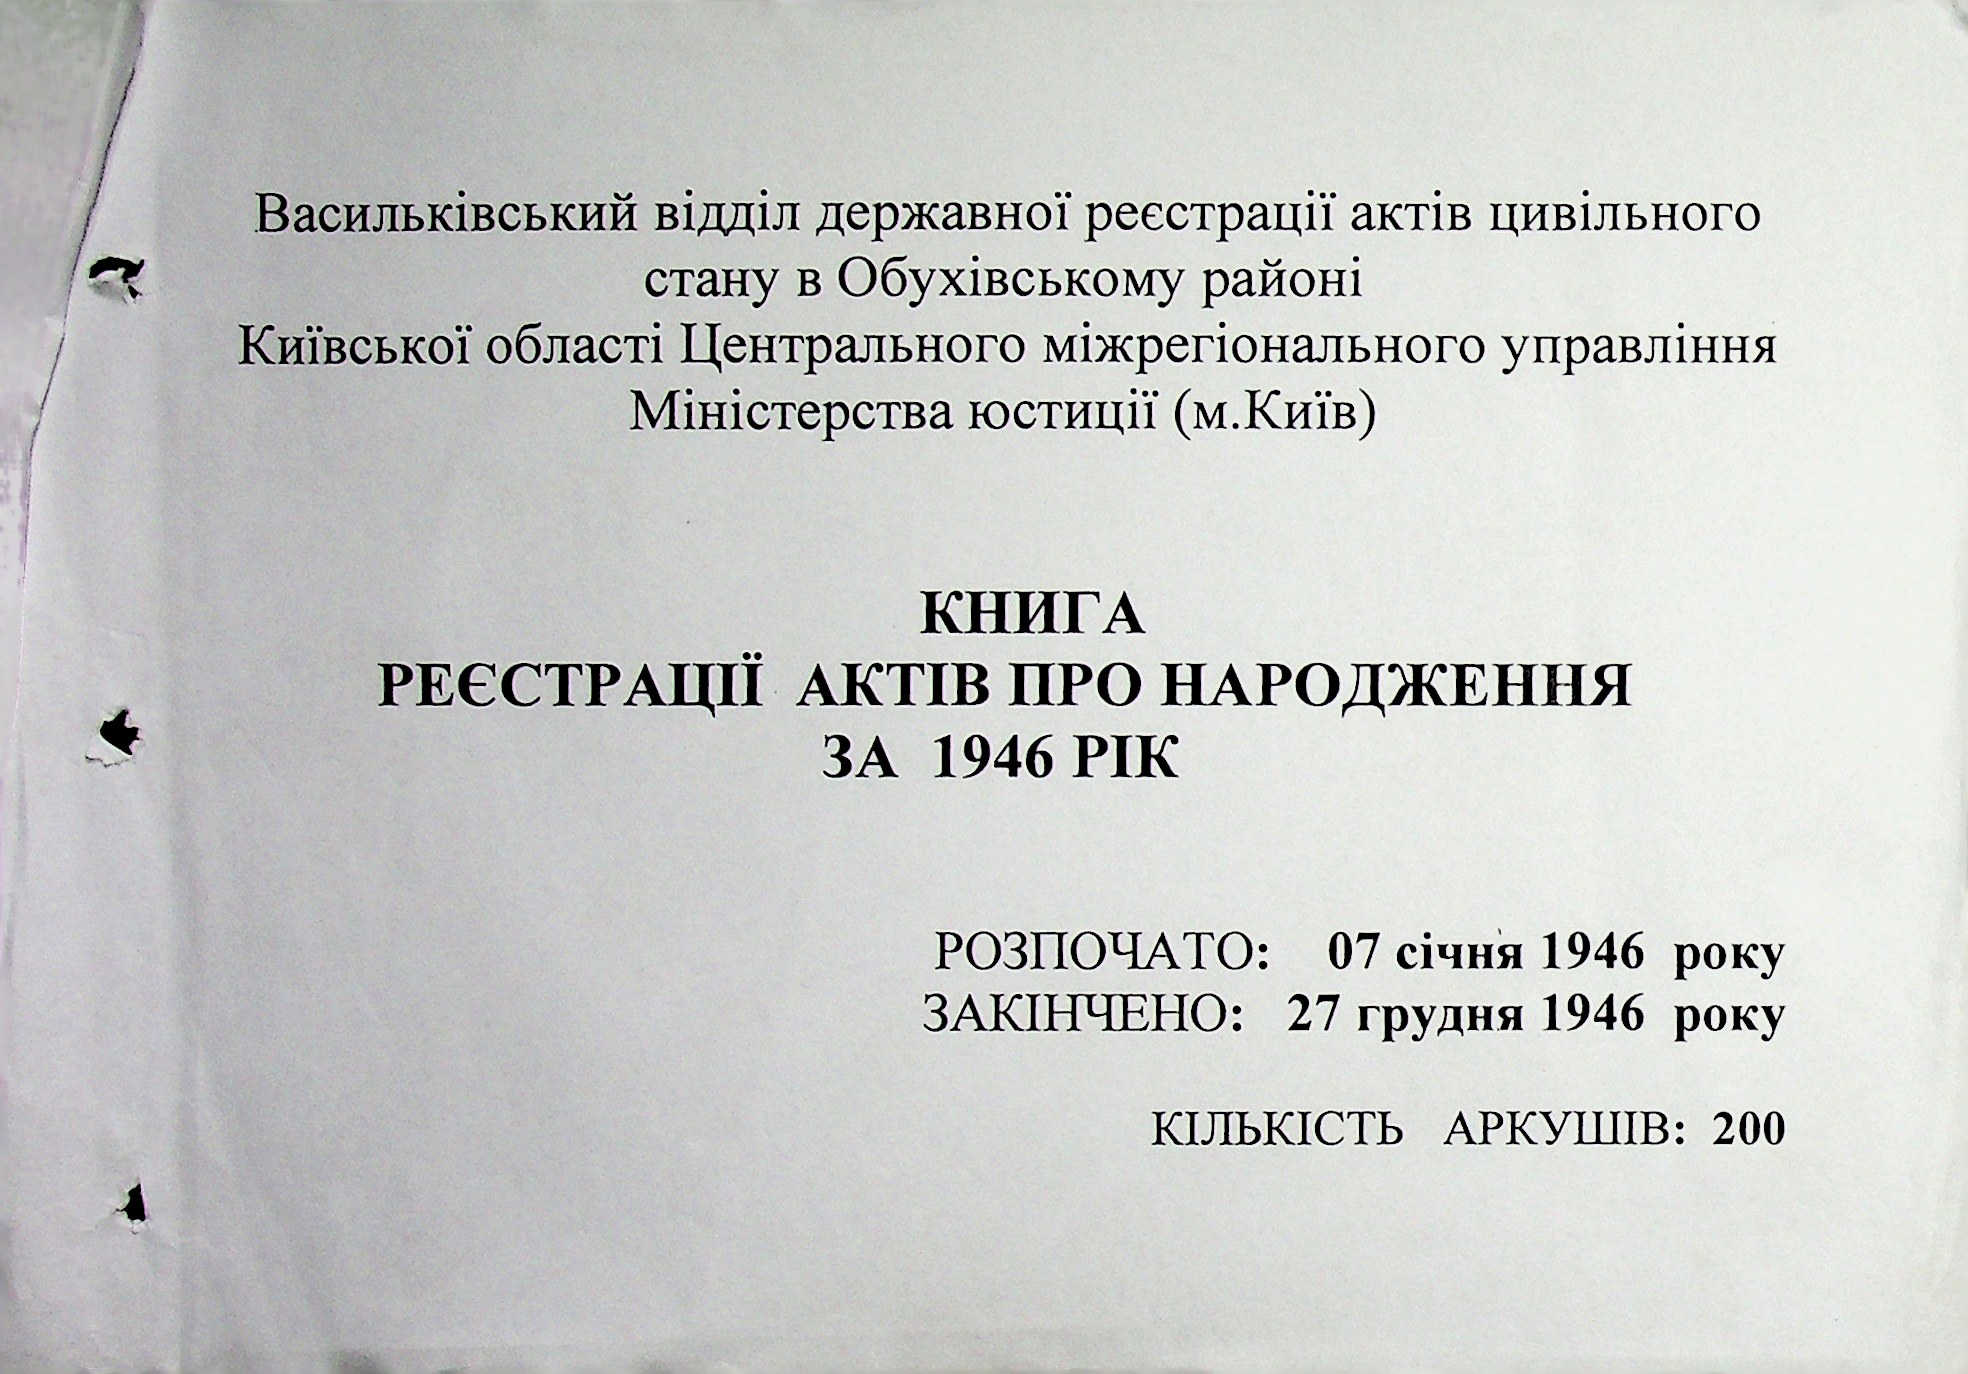 Васильківський відділ державної реєстрації актів цивільного
стану в Обухівському районі
Київської області Центрального міжрегіонального управління
Міністерства юстиції (м.Київ)
КНИГА
РЕЄСТРАЦІЇ АКТІВ ПРО НАРОДЖЕННЯ
ЗА 1946 РІК
РОЗПОЧАТО: 07 січня 1946 року
ЗАКІНЧЕНО: 27 грудня 1946 року
КІЛЬКІСТЬ АРКУШІВ: 200